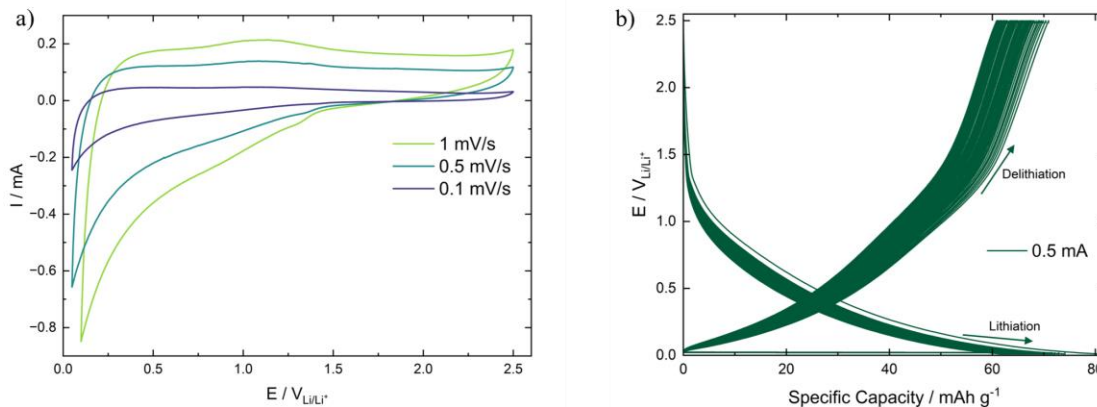 a)
I / mA
0.2
0.0
−0.2
−0.4
−0.6
−0.8
0.0 0.5 1.0 1.5 2.0 2.5
E / V_Li/Li⁺
1 mV/s
0.5 mV/s
0.1 mV/s
b)
E / V_Li/Li⁺
2.5
2.0
1.5
1.0
0.5
0.0
0 20 40 60 80
Specific Capacity / mAh g⁻¹
Delithiation
0.5 mA
Lithiation